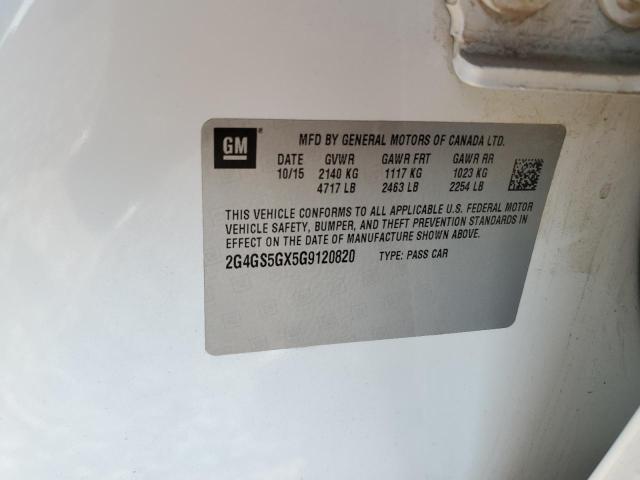 GM ® MFD BY GENERAL MOTORS OF CANADA LTD.
DATE GVWR GAWR FRT GAWR RR
10/15 2140 KG 1117 KG 1023 KG
4717 LB 2463 LB 2254 LB
THIS VEHICLE CONFORMS TO ALL APPLICABLE U.S. FEDERAL MOTOR
VEHICLE SAFETY, BUMPER, AND THEFT PREVENTION STANDARDS IN
EFFECT ON THE DATE OF MANUFACTURE SHOWN ABOVE.
2G4GS5GX5G9120820 TYPE: PASS CAR